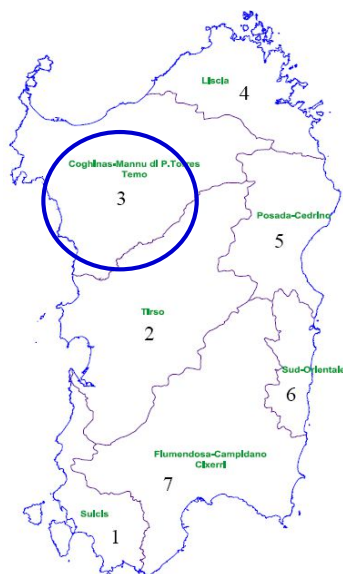 Liscia
4
Coghinas-Mannu di P.Torres
Temo
3
Posada-Cedrino
5
Tirso
2
Sud-Orientale
6
Flumendosa-Campidano
Cixerri
7
Sulcis
1